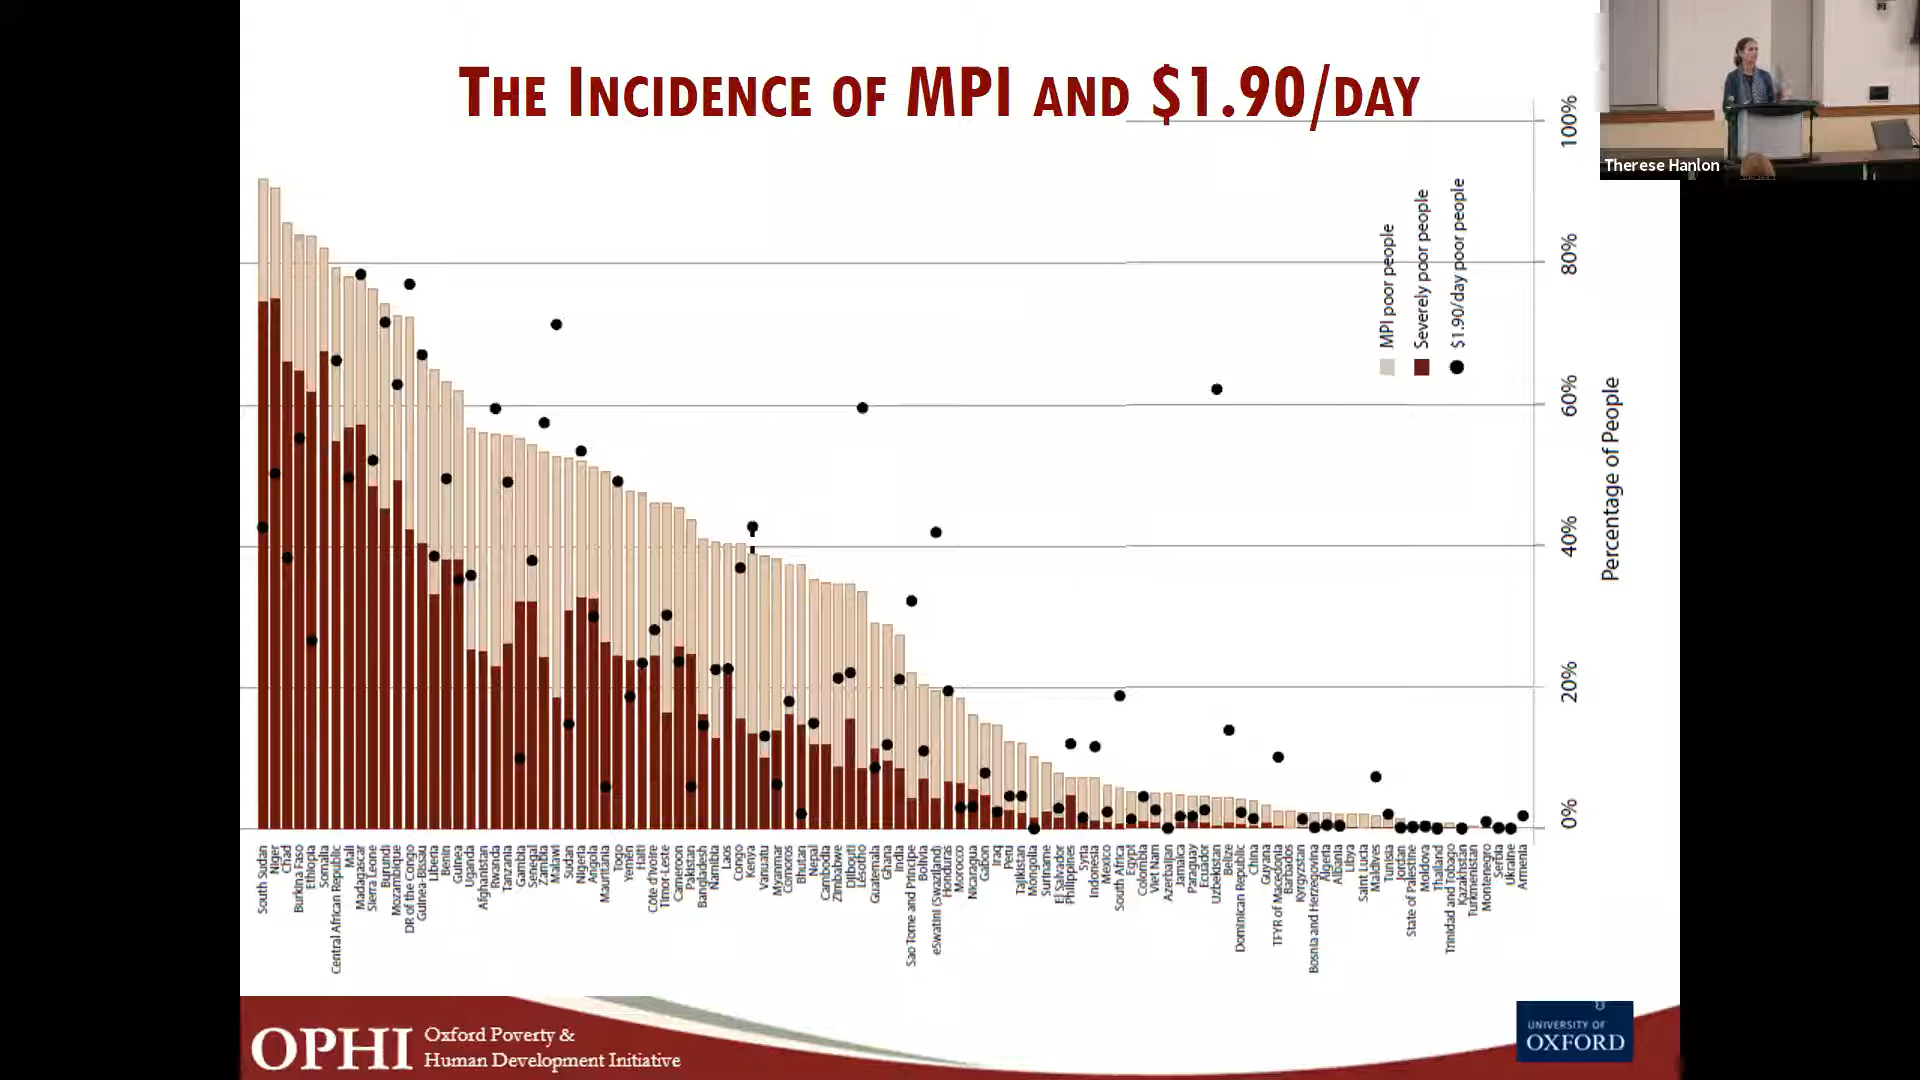 THE INCIDENCE OF MPI AND $1.90/DAY
Therese Hanlon
MPI poor people
Severely poor people
$1.90/day poor people
100%
80%
60%
40%
20%
0%
Percentage of People
South Sudan
Niger
Chad
Burkina Faso
Ethiopia
Somalia
Central African Republic
Mali
Madagascar
Sierra Leone
Burundi
Mozambique
DR of the Congo
Guinea-Bissau
Liberia
Benin
Guinea
Uganda
Afghanistan
Rwanda
Tanzania
Gambia
Senegal
Zambia
Malawi
Sudan
Nigeria
Angola
Mauritania
Togo
Yemen
Haiti
Côte d'Ivoire
Timor-Leste
Cameroon
Pakistan
Bangladesh
Namibia
Laos
Congo
Kenya
Vanuatu
Myanmar
Comoros
Bhutan
Nepal
Cambodia
Zimbabwe
Djibouti
Lesotho
Guatemala
Ghana
India
Sao Tome and Principe
Bolivia
eSwatini (Swaziland)
Honduras
Morocco
Nicaragua
Gabon
Iraq
Peru
Tajikistan
Mongolia
Suriname
El Salvador
Philippines
Syria
Indonesia
Mexico
South Africa
Egypt
Colombia
Viet Nam
Azerbaijan
Jamaica
Paraguay
Ecuador
Uzbekistan
Belize
Dominican Republic
China
Guyana
TFYR of Macedonia
Barbados
Kyrgyzstan
Bosnia and Herzegovina
Algeria
Albania
Libya
Saint Lucia
Maldives
Tunisia
Jordan
State of Palestine
Moldova
Thailand
Trinidad and Tobago
Kazakhstan
Turkmenistan
Montenegro
Serbia
Ukraine
Armenia
OPHI
Oxford Poverty &
Human Development Initiative
UNIVERSITY OF
OXFORD